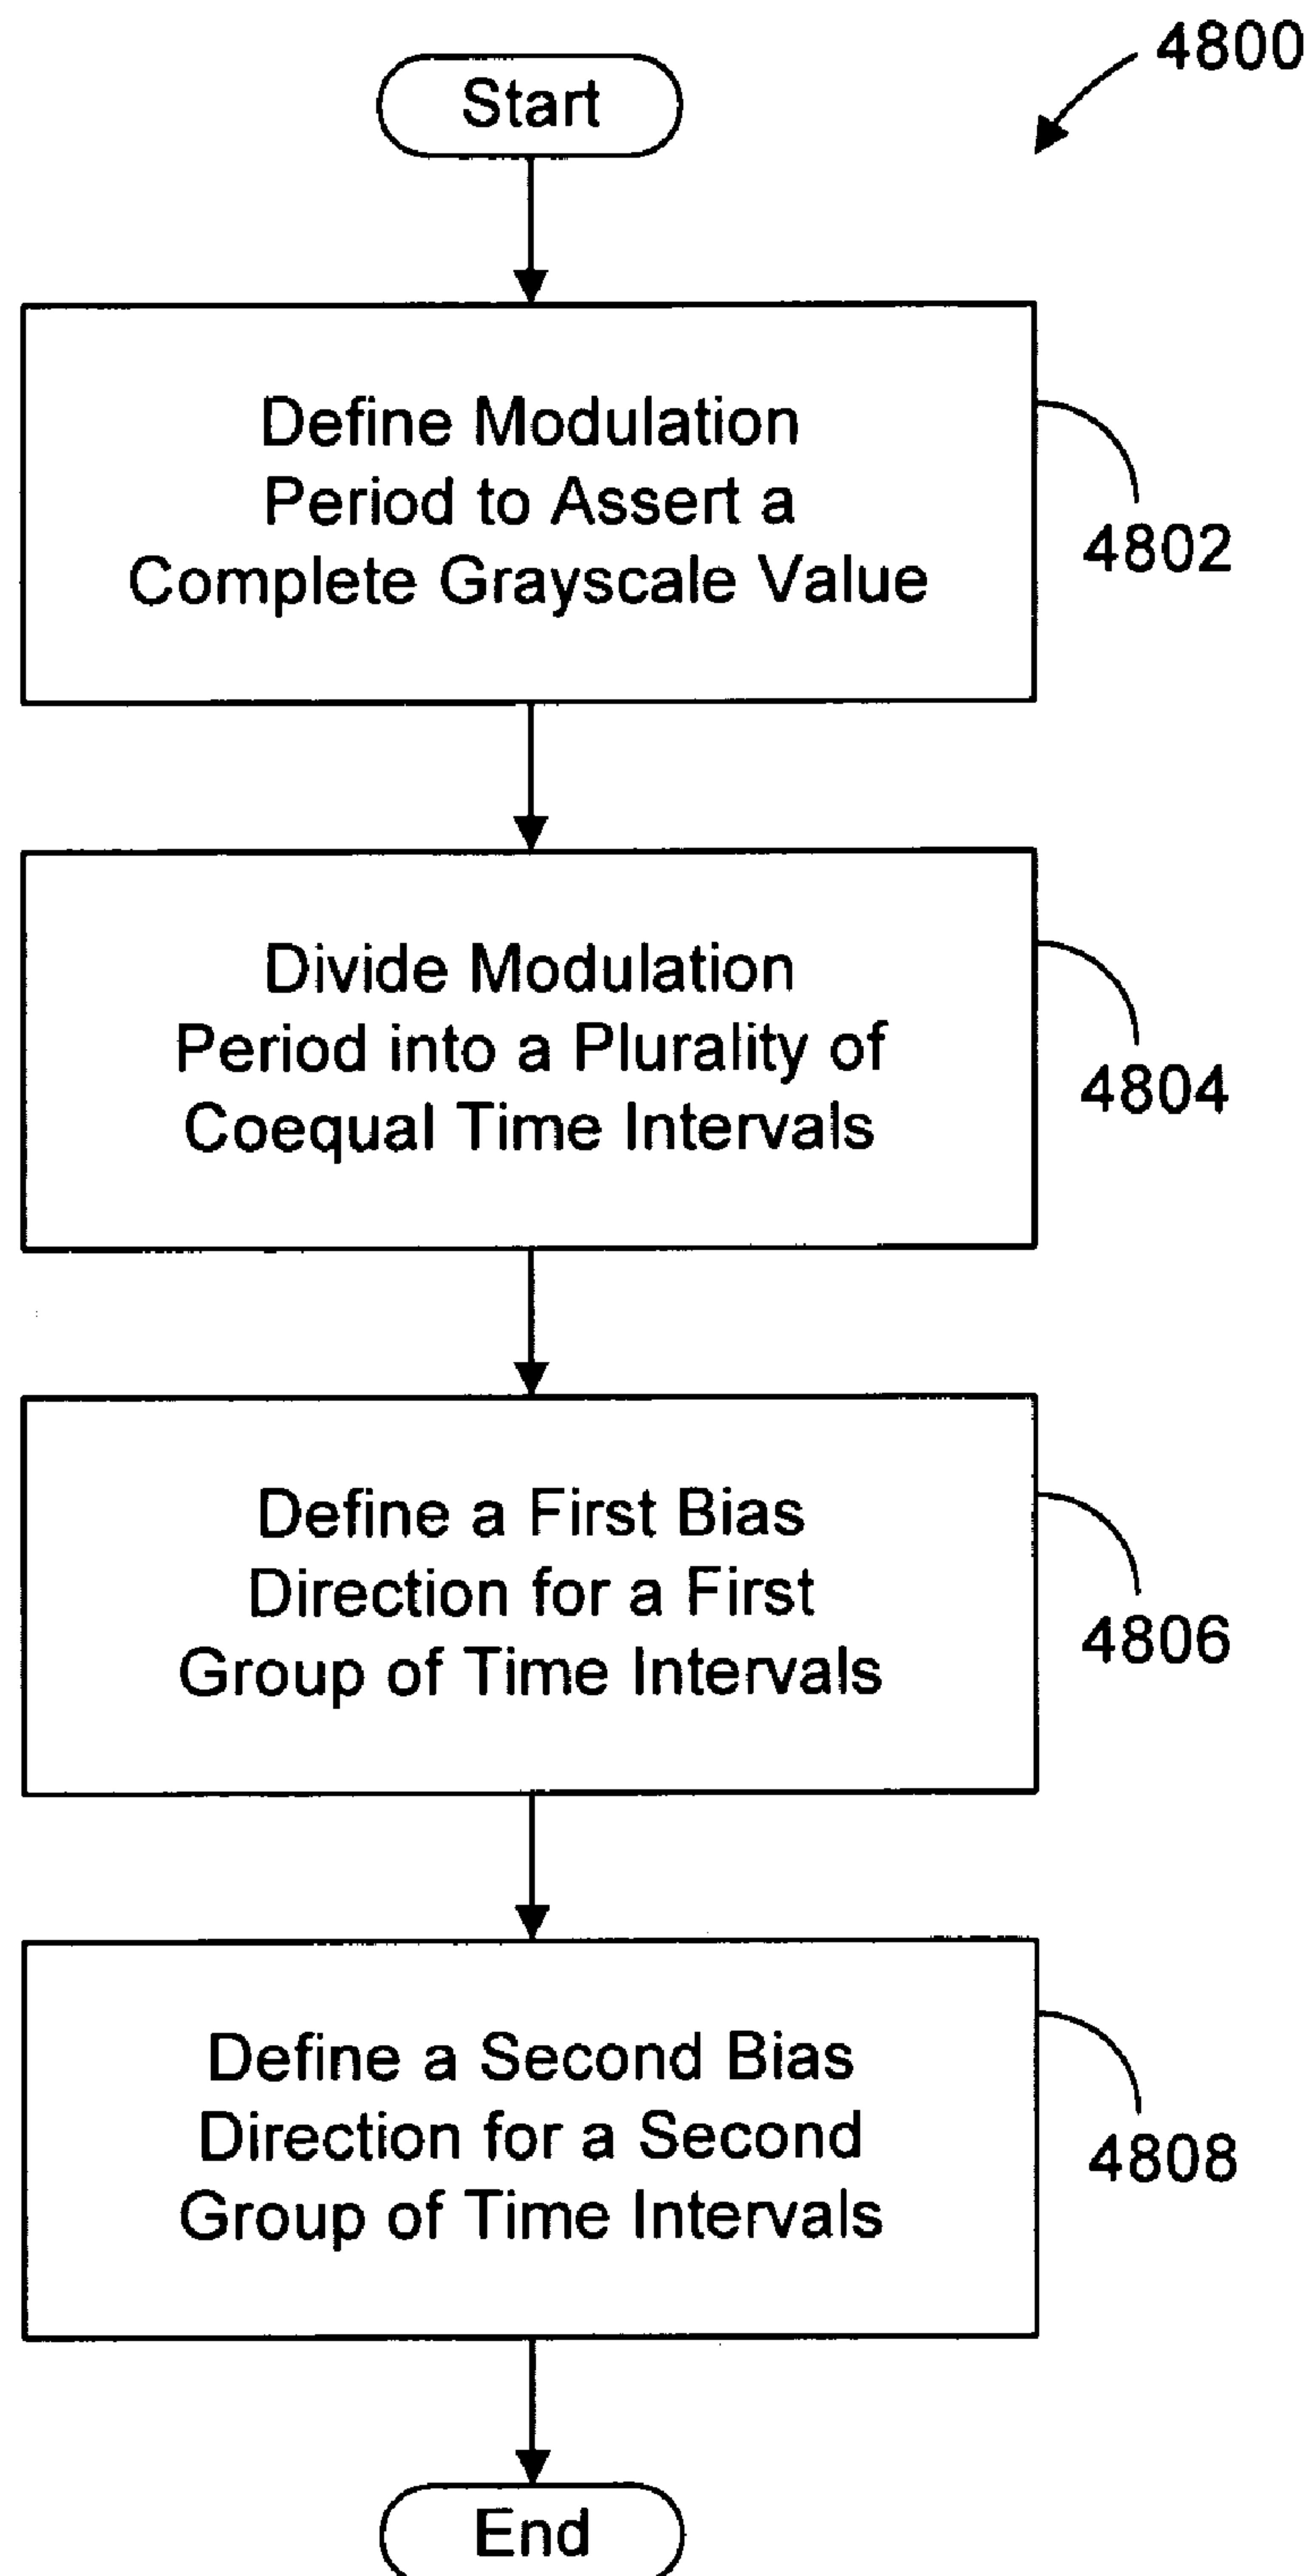 4800
Start
Define Modulation
Period to Assert a
Complete Grayscale Value
4802
Divide Modulation
Period into a Plurality of
Coequal Time Intervals
4804
Define a First Bias
Direction for a First
Group of Time Intervals
4806
Define a Second Bias
Direction for a Second
Group of Time Intervals
4808
End